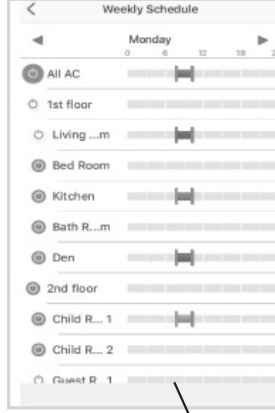 Weekly Schedule
Monday
0 6 12 18 2
All AC
1st floor
Living ...m
Bed Room
Kitchen
Bath R...m
Den
2nd floor
Child R... 1
Child R... 2
Guest R 1